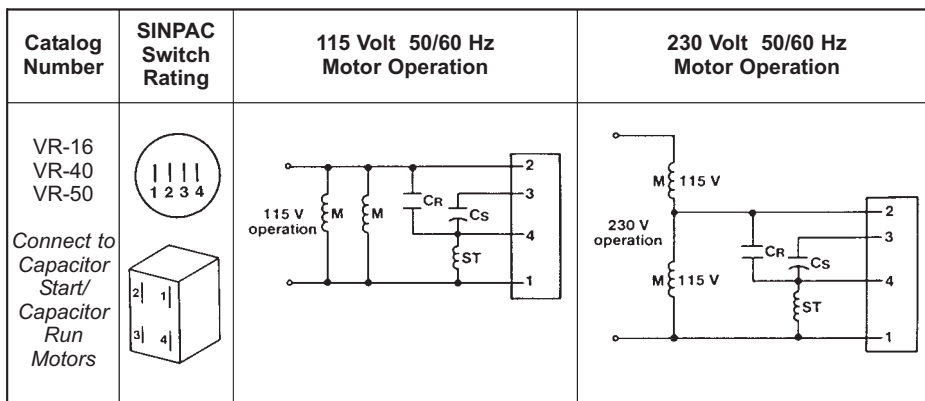 Catalog
Number
SINPAC
Switch
Rating
115 Volt 50/60 Hz
Motor Operation
230 Volt 50/60 Hz
Motor Operation
VR-16
VR-40
VR-50
Connect to
Capacitor
Start/
Capacitor
Run
Motors
1 2 3 4
2 1
3 4
115 V
operation
M
M
CR
CS
ST
2
3
4
1
M 115 V
230 V
operation
M 115 V
CR
CS
ST
2
3
4
1